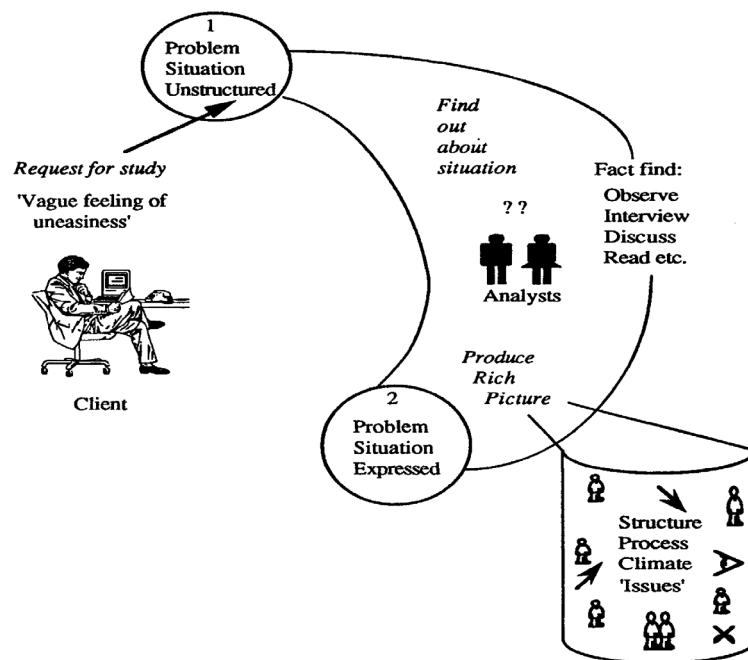 1
Problem
Situation
Unstructured
Find
out
about
situation
Request for study
'Vague feeling of
uneasiness'
Fact find:
Observe
Interview
Discuss
Read etc.
? ?
Analysts
Client
Produce
Rich
Picture
2
Problem
Situation
Expressed
Structure
Process
Climate
'Issues'